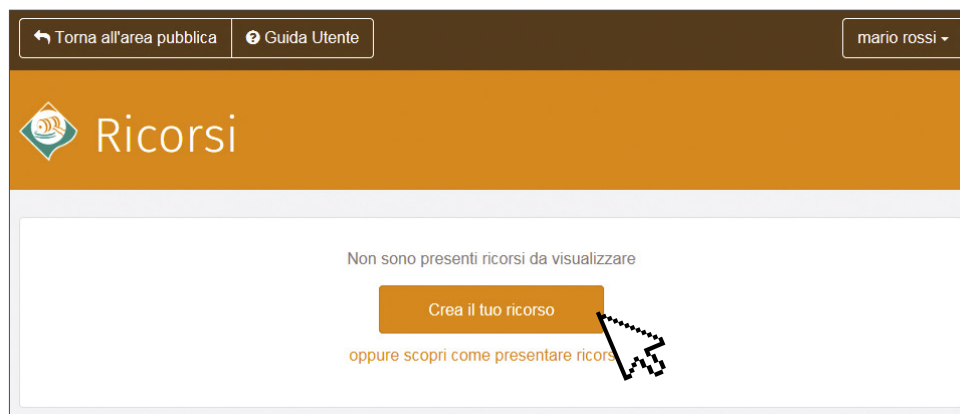 Torna all'area pubblica
Guida Utente
mario rossi
Ricorsi
Non sono presenti ricorsi da visualizzare
Crea il tuo ricorso
oppure scopri come presentare ricors